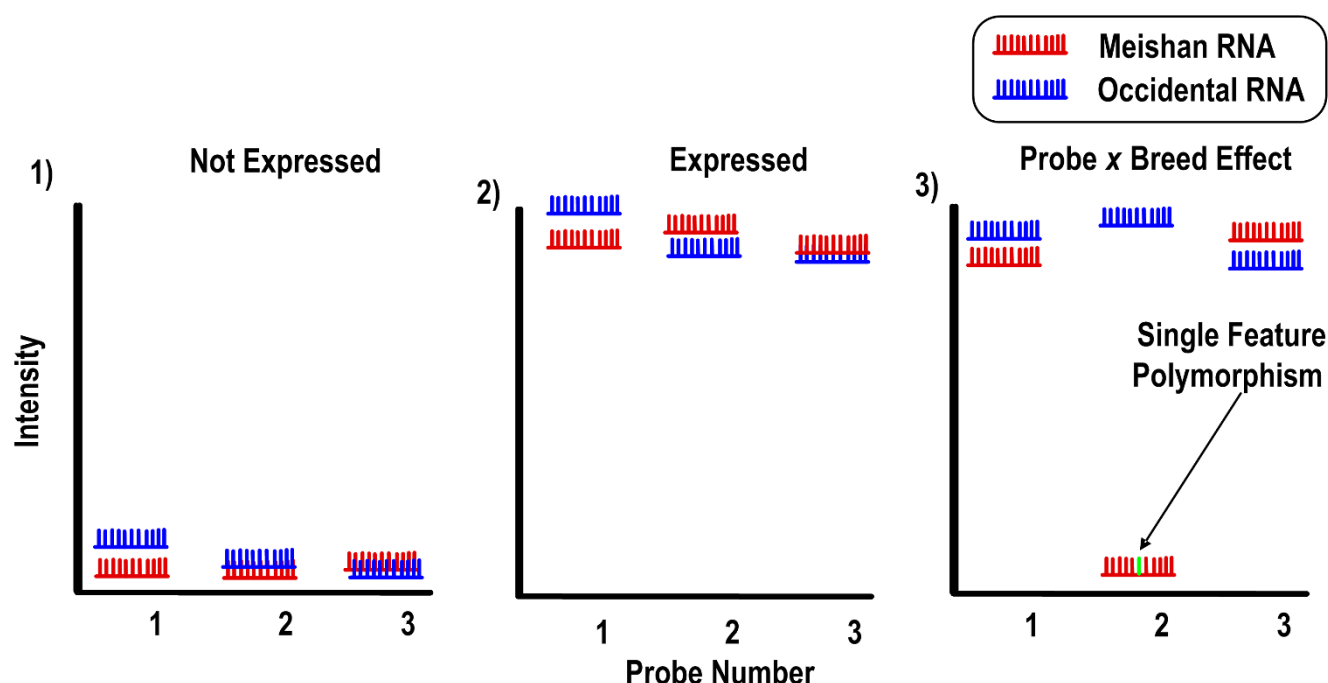 Meishan RNA
Occidental RNA
1)
Not Expressed
2)
Expressed
3)
Probe x Breed Effect
Single Feature
Polymorphism
Intensity
1 2 3
1 2 3
1 2 3
Probe Number